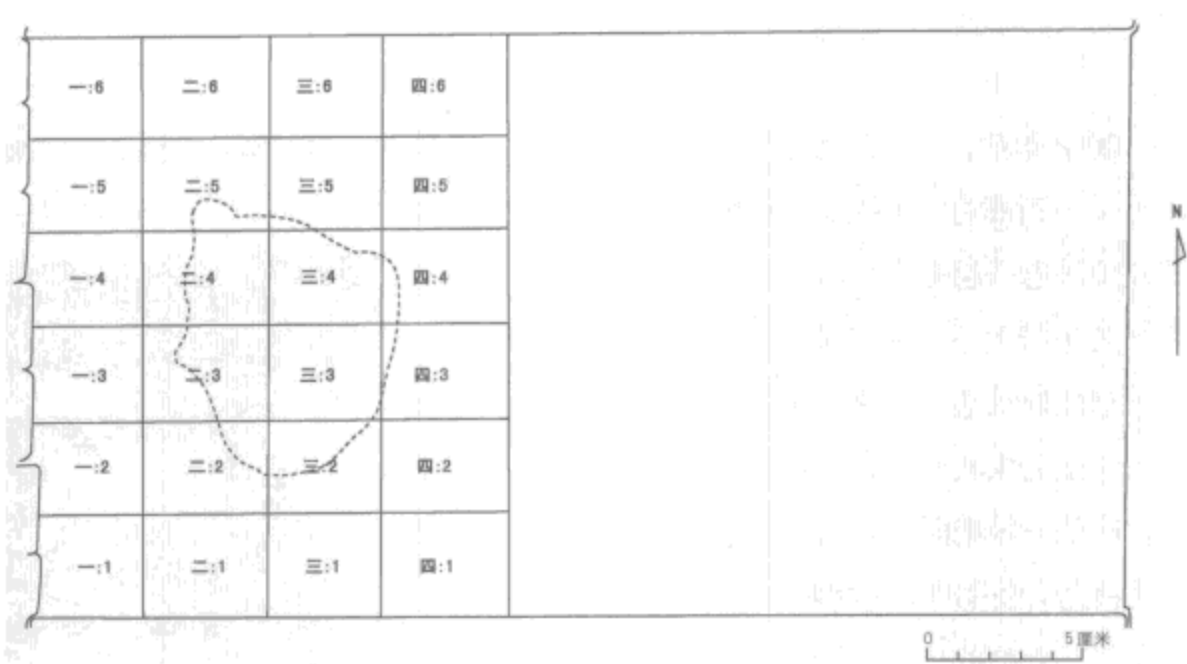 一:6 二:6 三:6 四:6
一:5 二:5 三:5 四:5
N
一:4 二:4 三:4 四:4
一:3 二:3 三:3 四:3
一:2 二:2 三:2 四:2
一:1 二:1 三:1 四:1
0 5厘米